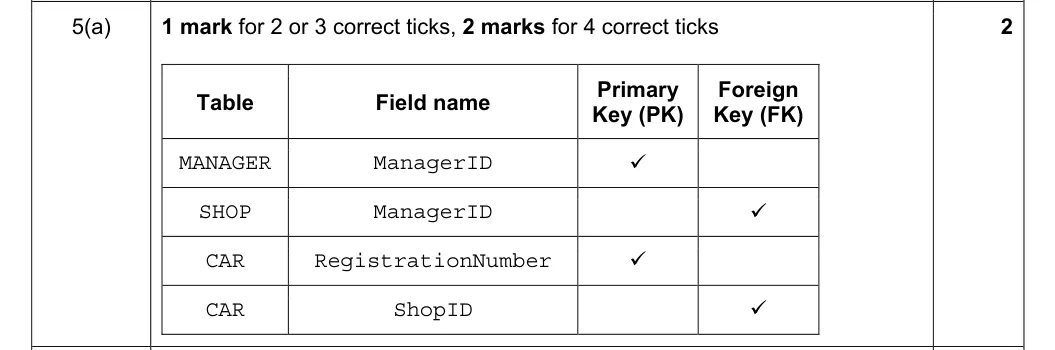 5(a) 1 mark for 2 or 3 correct ticks, 2 marks for 4 correct ticks 2
Table Field name Primary Key (PK) Foreign Key (FK)
MANAGER ManagerID ✓
SHOP ManagerID ✓
CAR RegistrationNumber ✓
CAR ShopID ✓